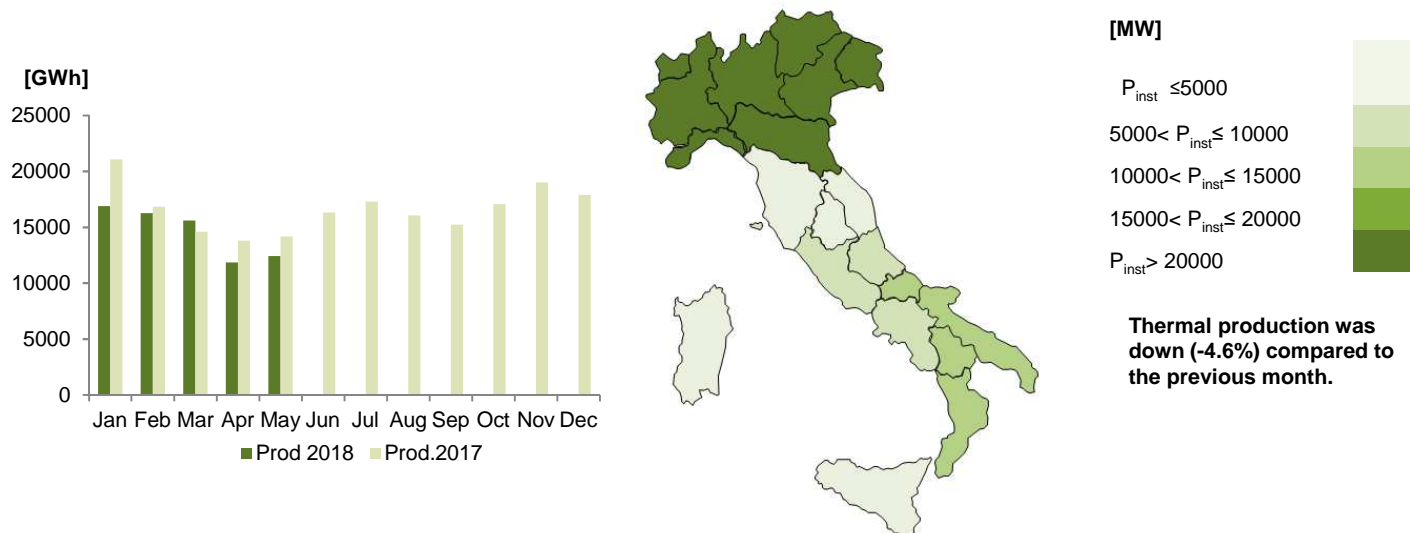 [GWh]
25000
20000
15000
10000
5000
0
Jan Feb Mar Apr May Jun Jul Aug Sep Oct Nov Dec
Prod 2018 Prod.2017
[MW]
Pinst ≤5000
5000< Pinst≤ 10000
10000< Pinst≤ 15000
15000< Pinst≤ 20000
Pinst> 20000
Thermal production was
down (-4.6%) compared to
the previous month.